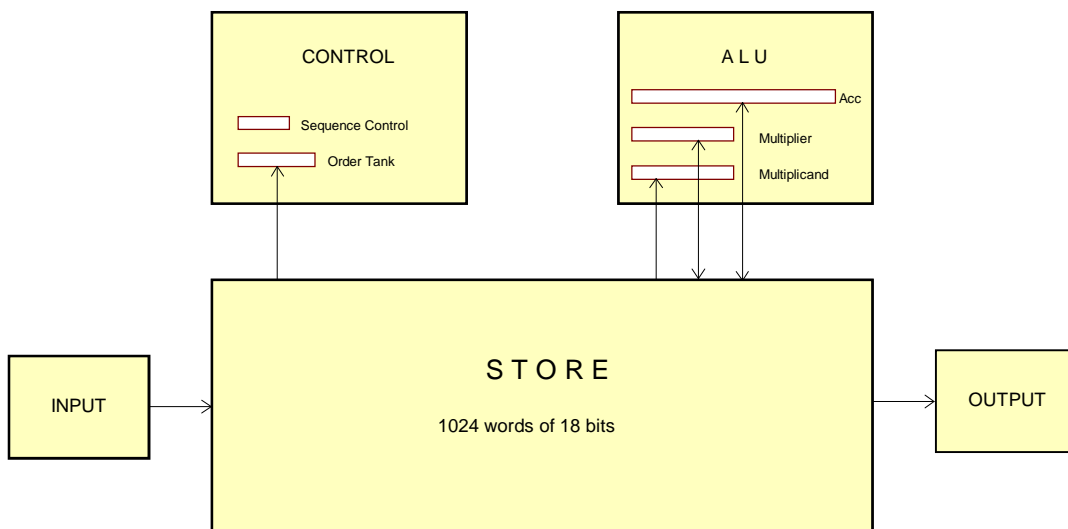 CONTROL
Sequence Control
Order Tank
A L U
Acc
Multiplier
Multiplicand
S T O R E
1024 words of 18 bits
INPUT
OUTPUT